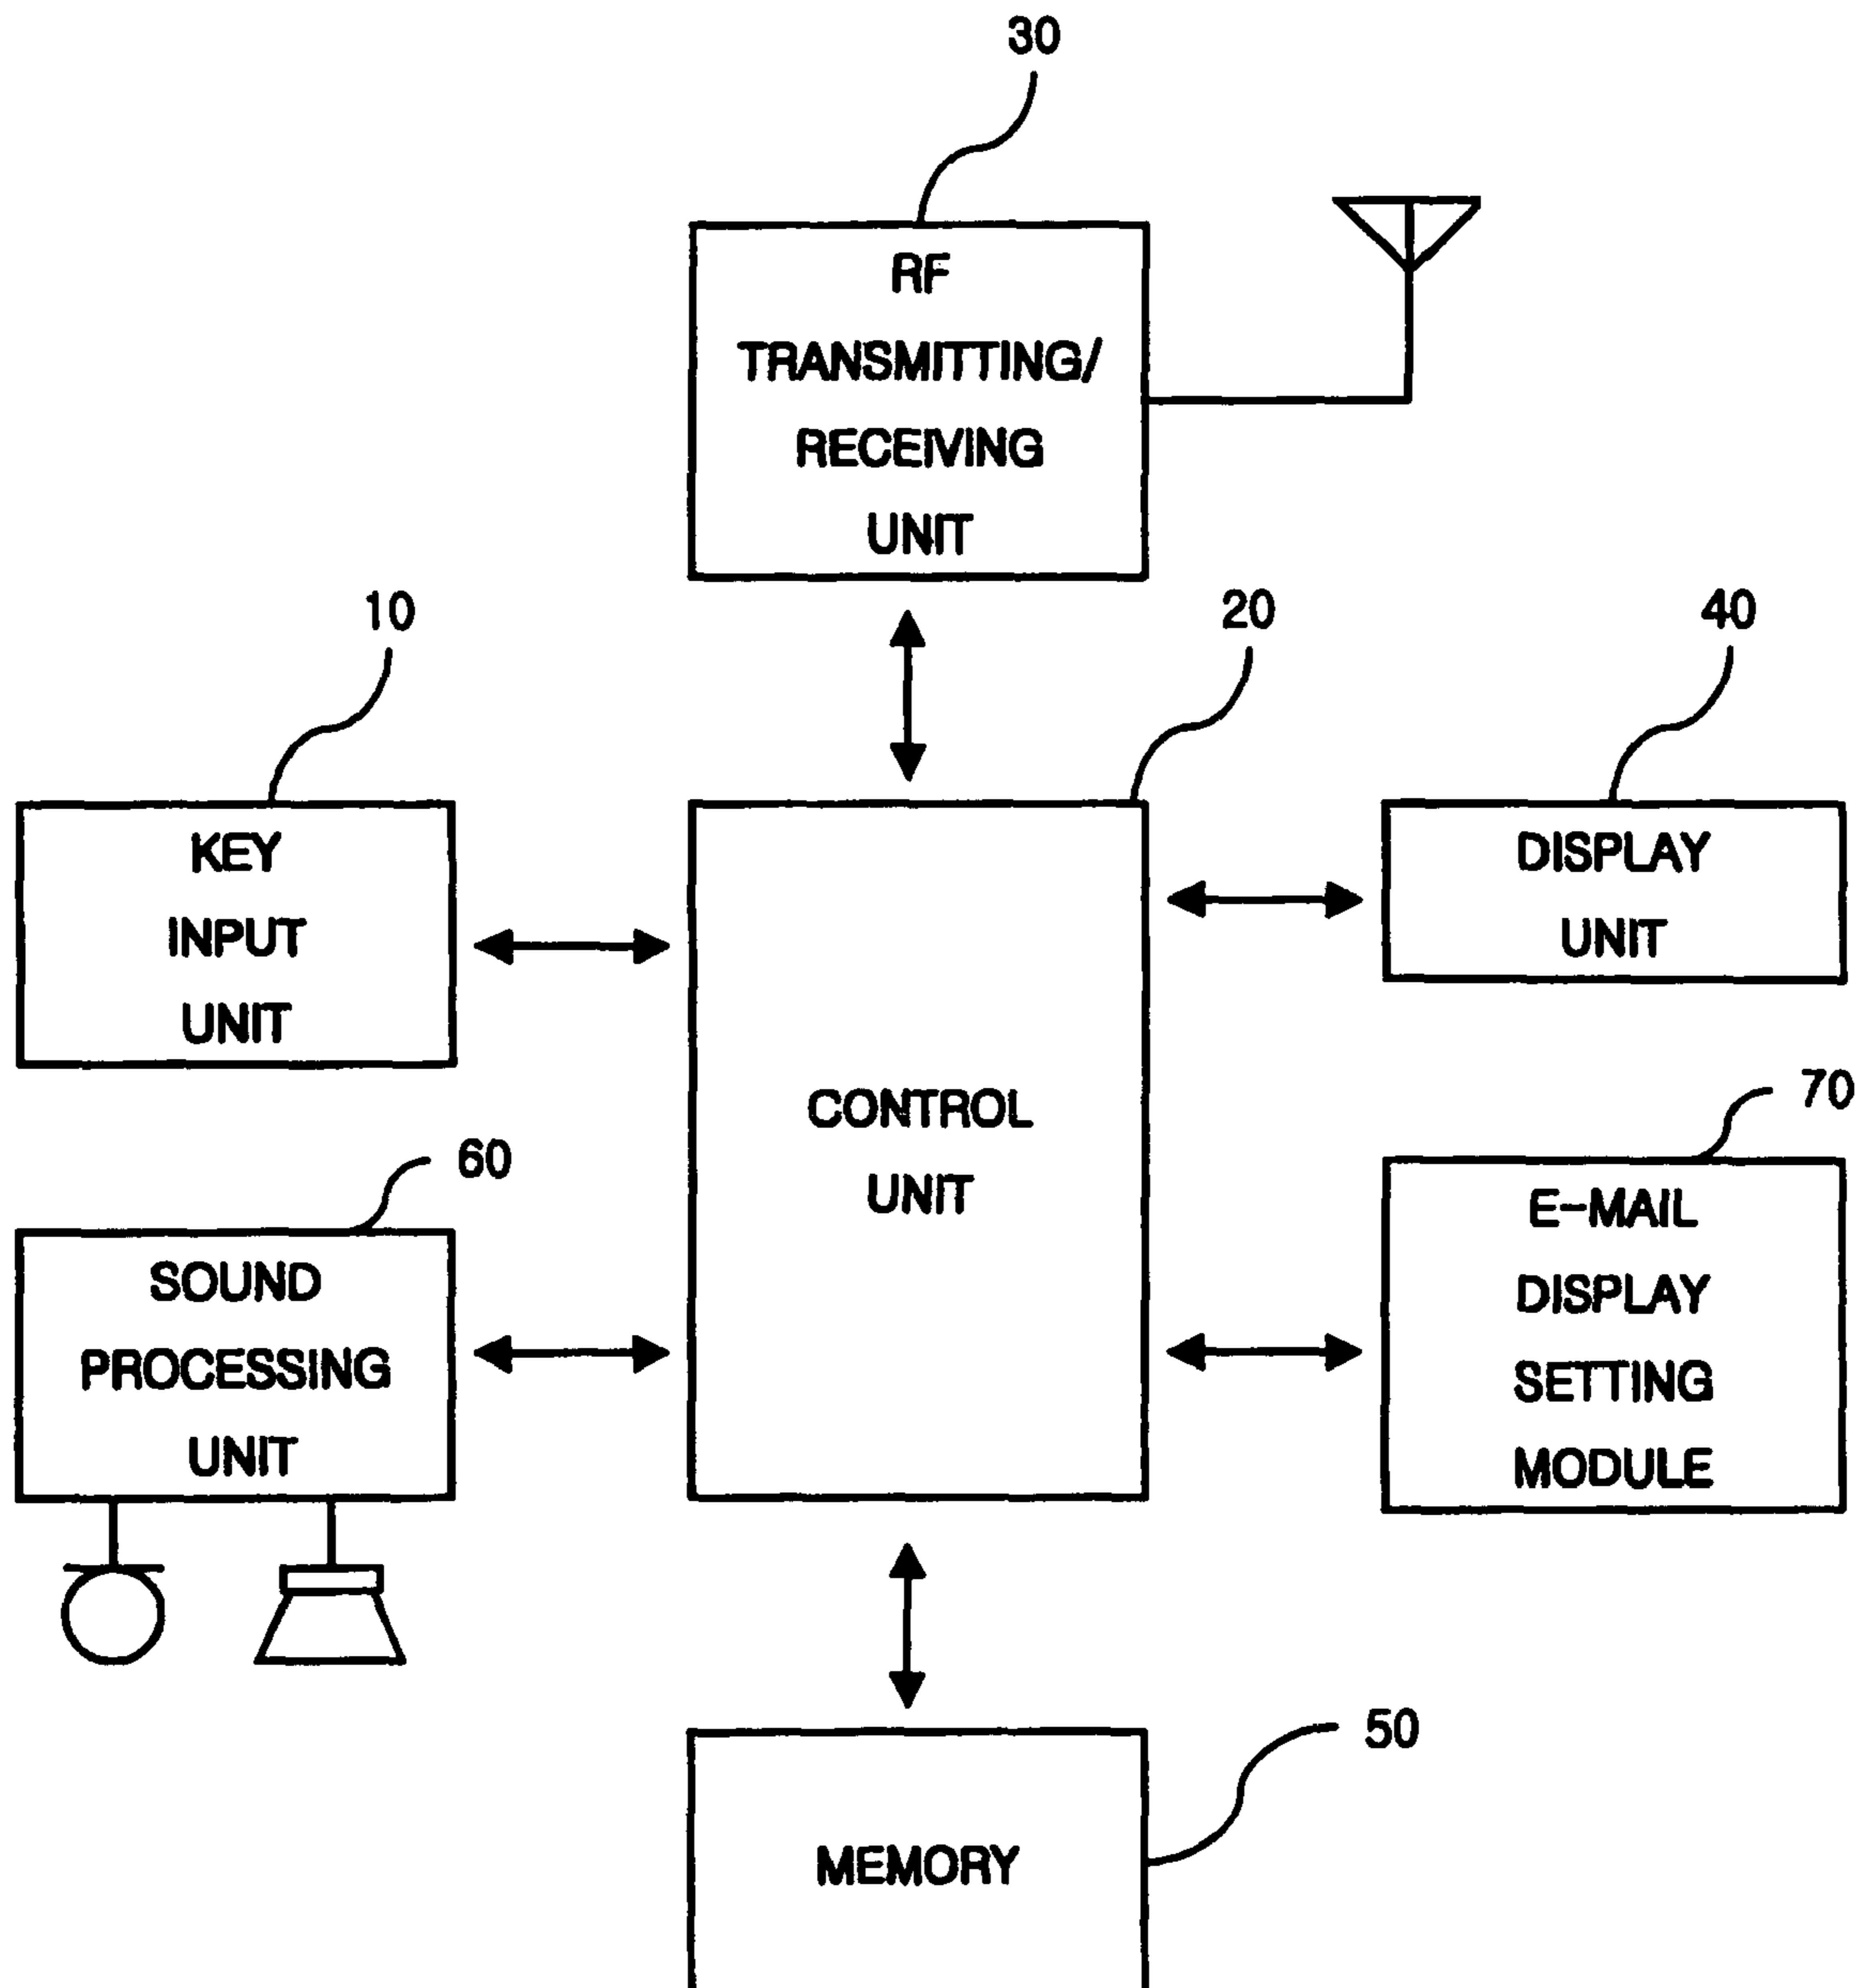 30
RF
TRANSMITTING/
RECEIVING
UNIT
10
20
40
KEY
INPUT
UNIT
CONTROL
UNIT
DISPLAY
UNIT
60
SOUND
PROCESSING
UNIT
70
E-MAIL
DISPLAY
SETTING
MODULE
50
MEMORY